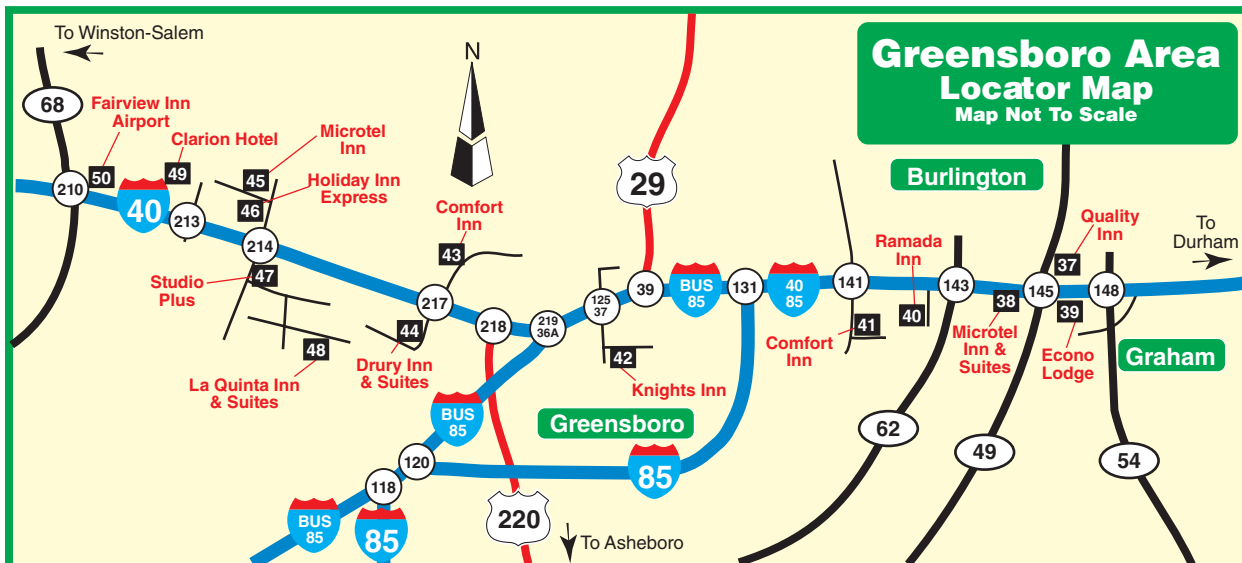 To Winston-Salem
N
Greensboro Area
Locator Map
Map Not To Scale
68
Fairview Inn
Airport
Clarion Hotel
Microtel
Inn
29
Burlington
210
50
40
49
213
45
Holiday Inn
Express
46
214
Comfort
Inn
43
Quality
Inn
37
To
Durham
Ramada
Inn
Studio
Plus
47
217
44
218
219
36A
125
37
39
BUS
85
131
40
85
141
143
145
148
40
38
39
41
42
48
La Quinta Inn
& Suites
Drury Inn
& Suites
Knights Inn
Comfort
Inn
Microtel
Inn &
Suites
Econo
Lodge
Graham
BUS
85
Greensboro
62
49
54
120
118
85
BUS
85
85
220
To Asheboro